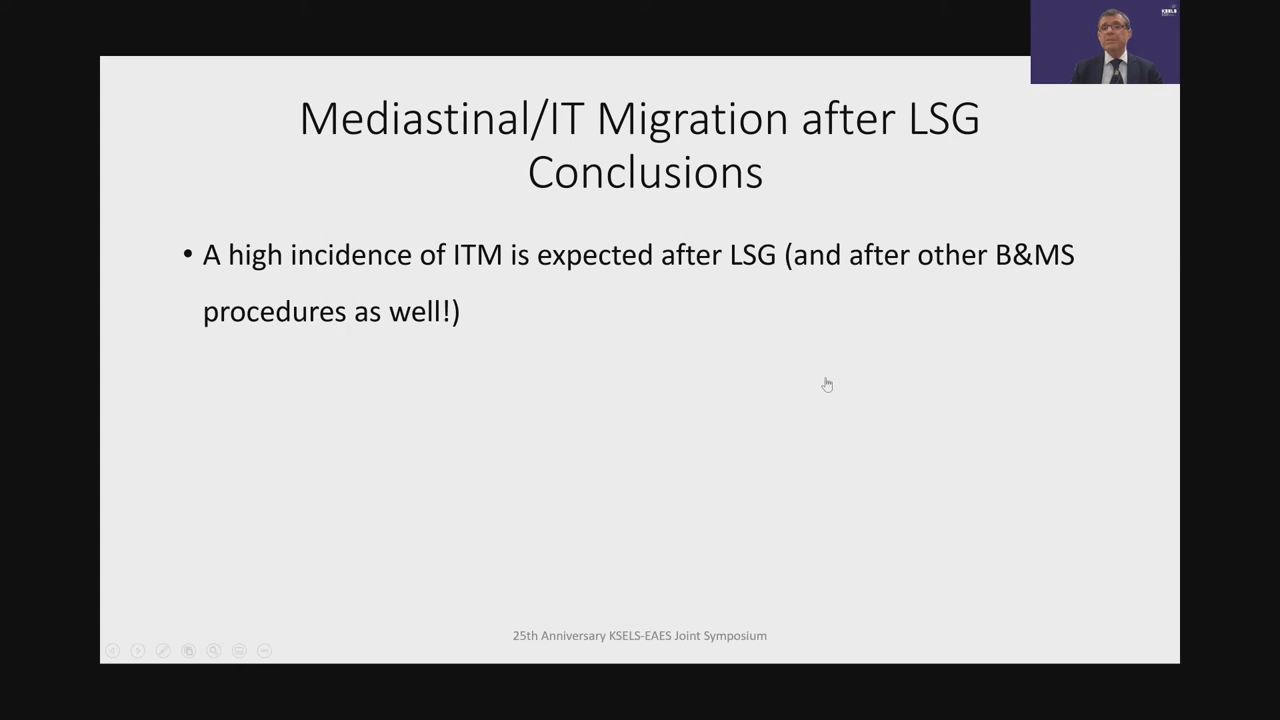 KSELS
Mediastinal/IT Migration after LSG
Conclusions
• A high incidence of ITM is expected after LSG (and after other B&MS
procedures as well!)
25th Anniversary KSELS-EAES Joint Symposium